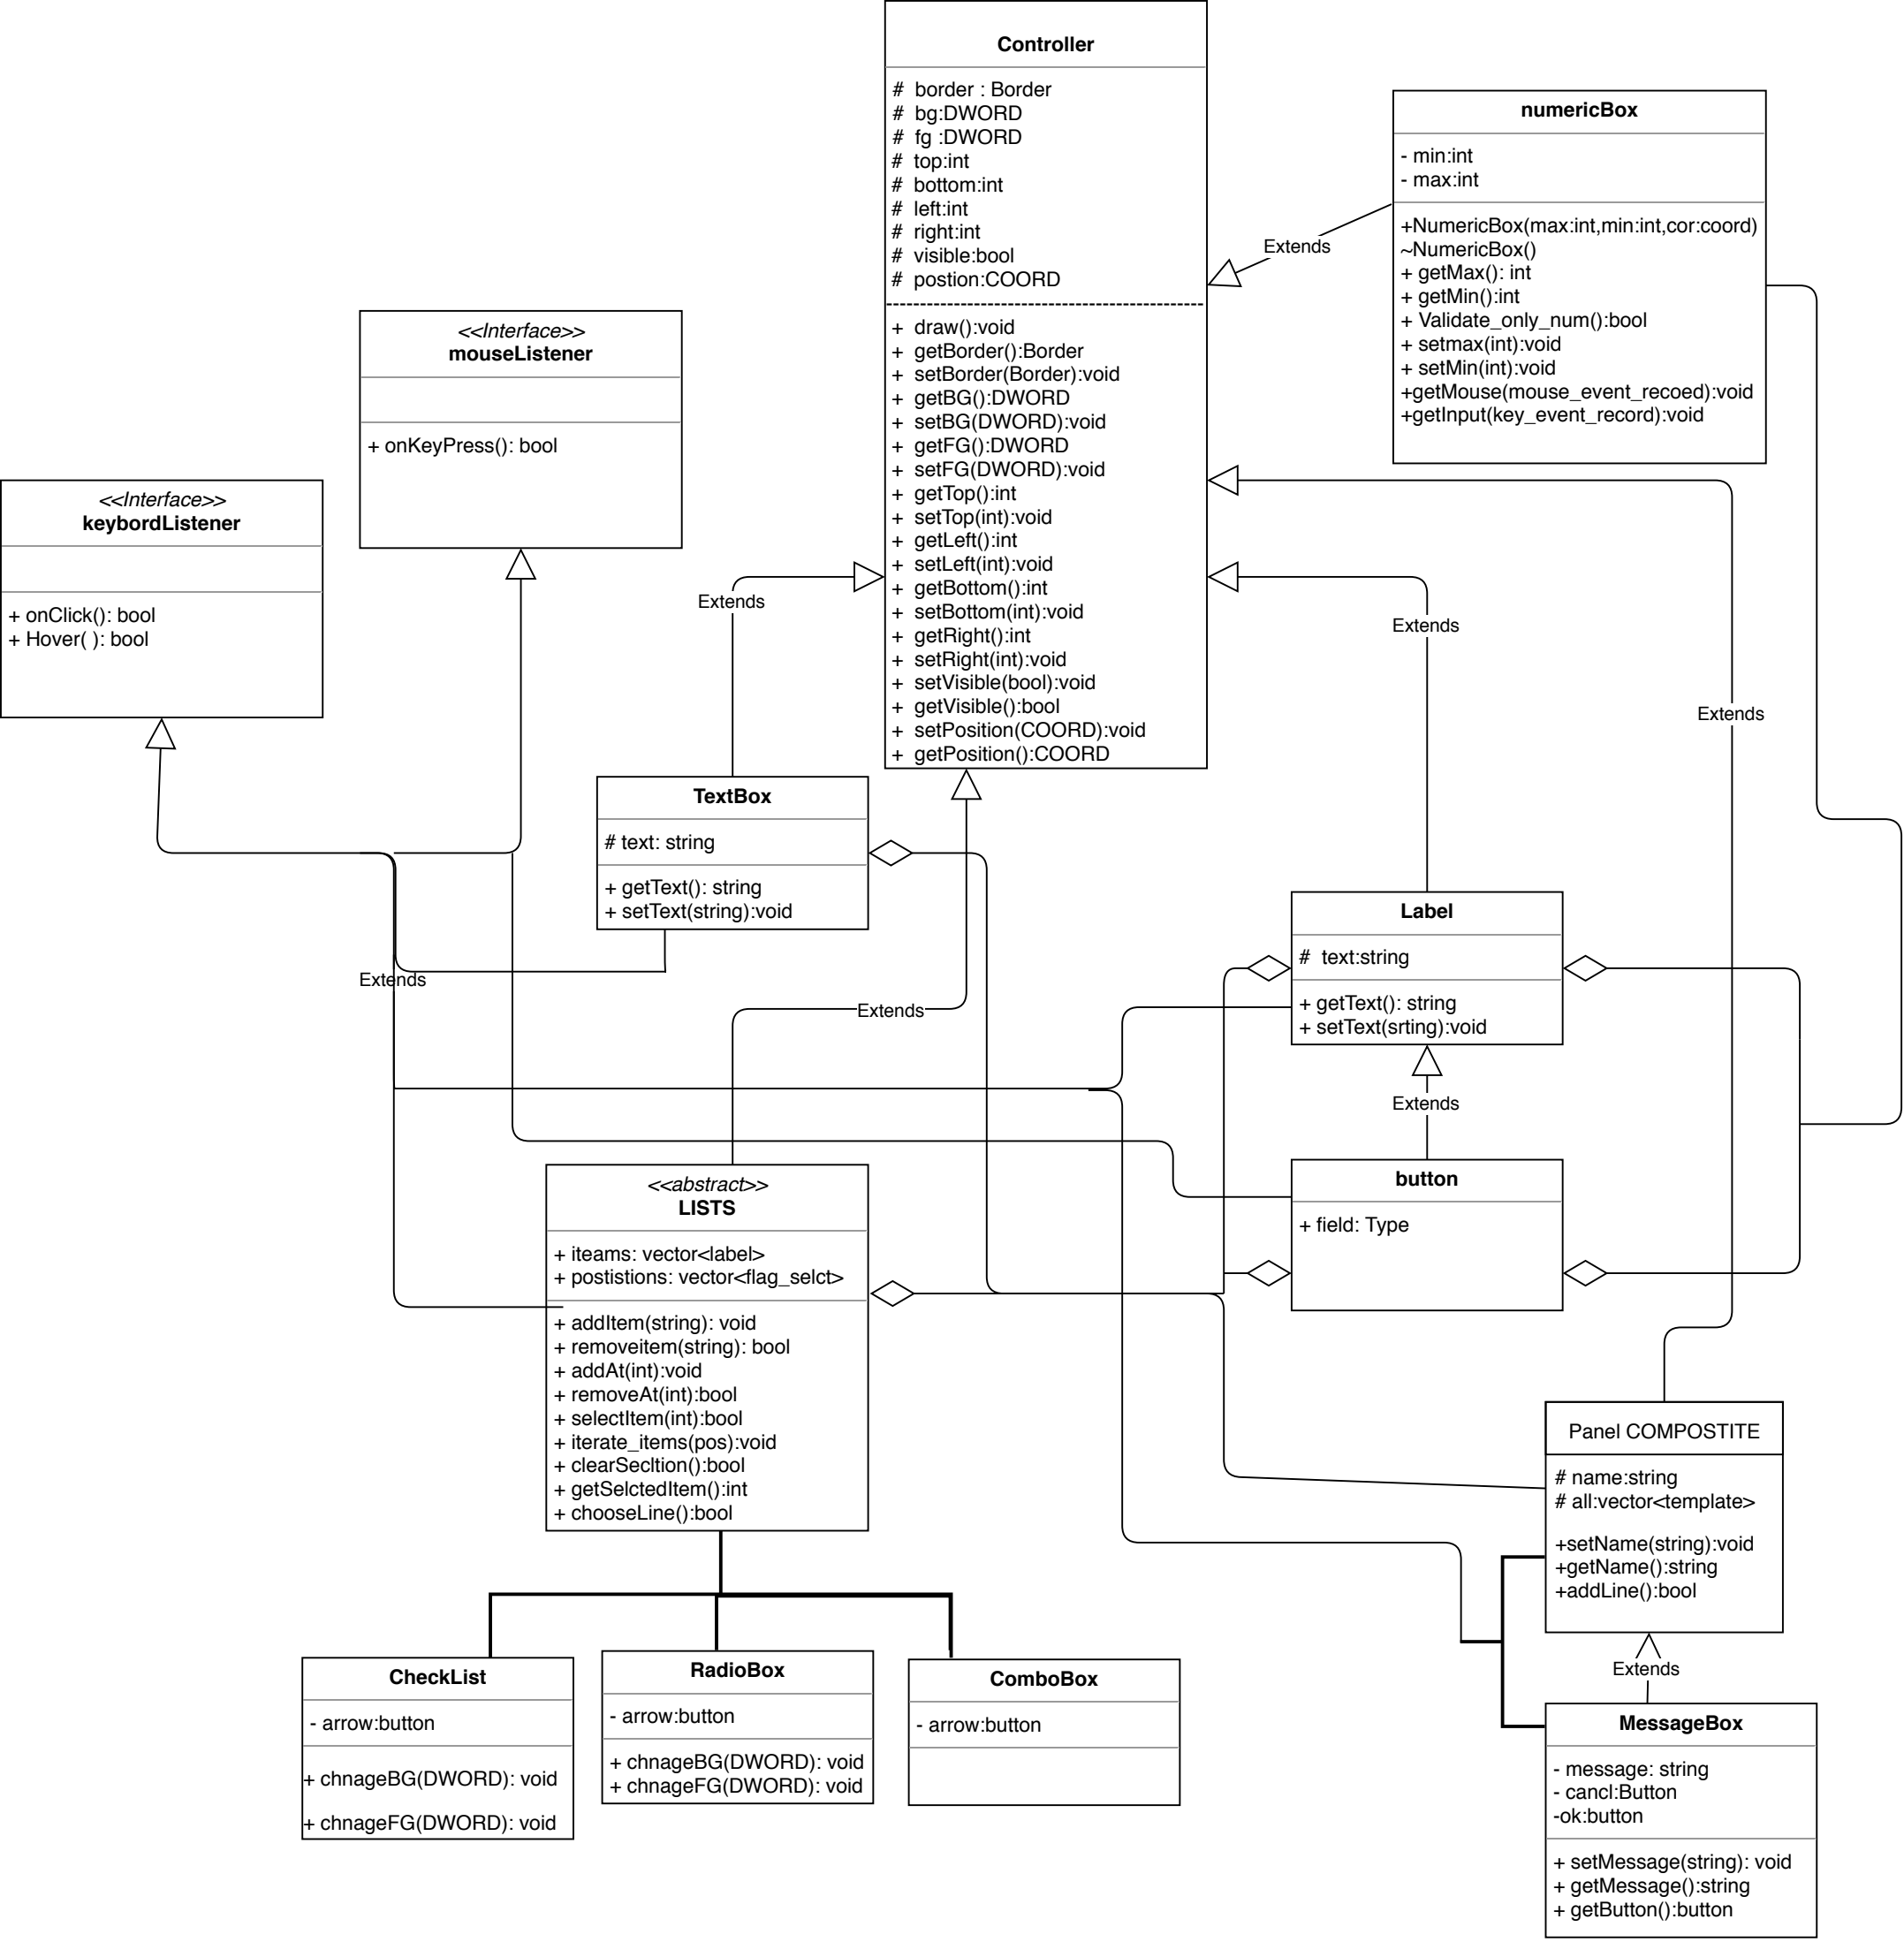 Controller
# border : Border
# bg:DWORD
# fg :DWORD
# top:int
# bottom:int
# left:int
# right:int
# visible:bool
# postion:COORD
+ draw():void
+ getBorder():Border
+ setBorder(Border):void
+ getBG():DWORD
+ setBG(DWORD):void
+ getFG():DWORD
+ setFG(DWORD):void
+ getTop():int
+ setTop(int):void
+ getLeft():int
+ setLeft(int):void
+ getBottom():int
+ setBottom(int):void
+ getRight():int
+ setRight(int):void
+ setVisible(bool):void
+ getVisible():bool
+ setPosition(COORD):void
+ getPosition():COORD
numericBox
- min:int
- max:int
+NumericBox(max:int,min:int,cor:coord)
~NumericBox()
+ getMax(): int
+ getMin():int
+ Validate_only_num():bool
+ setmax(int):void
+ setMin(int):void
+getMouse(mouse_event_recoed):void
+getInput(key_event_record):void
Extends
<<Interface>>
mouseListener
+ onKeyPress(): bool
<<Interface>>
keybordListener
+ onClick(): bool
+ Hover( ): bool
Extends
Extends
Extends
TextBox
# text: string
+ getText(): string
+ setText(string):void
Label
# text:string
+ getText(): string
+ setText(srting):void
Extends
Extends
Extends
button
+ field: Type
<<abstract>>
LISTS
+ iteams: vector<label>
+ postistions: vector<flag_selct>
+ addItem(string): void
+ removeitem(string): bool
+ addAt(int):void
+ removeAt(int):bool
+ selectItem(int):bool
+ iterate_items(pos):void
+ clearSecltion():bool
+ getSelctedItem():int
+ chooseLine():bool
Panel COMPOSTITE
# name:string
# all:vector<template>
+setName(string):void
+getName():string
+addLine():bool
Extends
CheckList
- arrow:button
+ chnageBG(DWORD): void
+ chnageFG(DWORD): void
RadioBox
- arrow:button
+ chnageBG(DWORD): void
+ chnageFG(DWORD): void
ComboBox
- arrow:button
MessageBox
- message: string
- cancl:Button
-ok:button
+ setMessage(string): void
+ getMessage():string
+ getButton():button